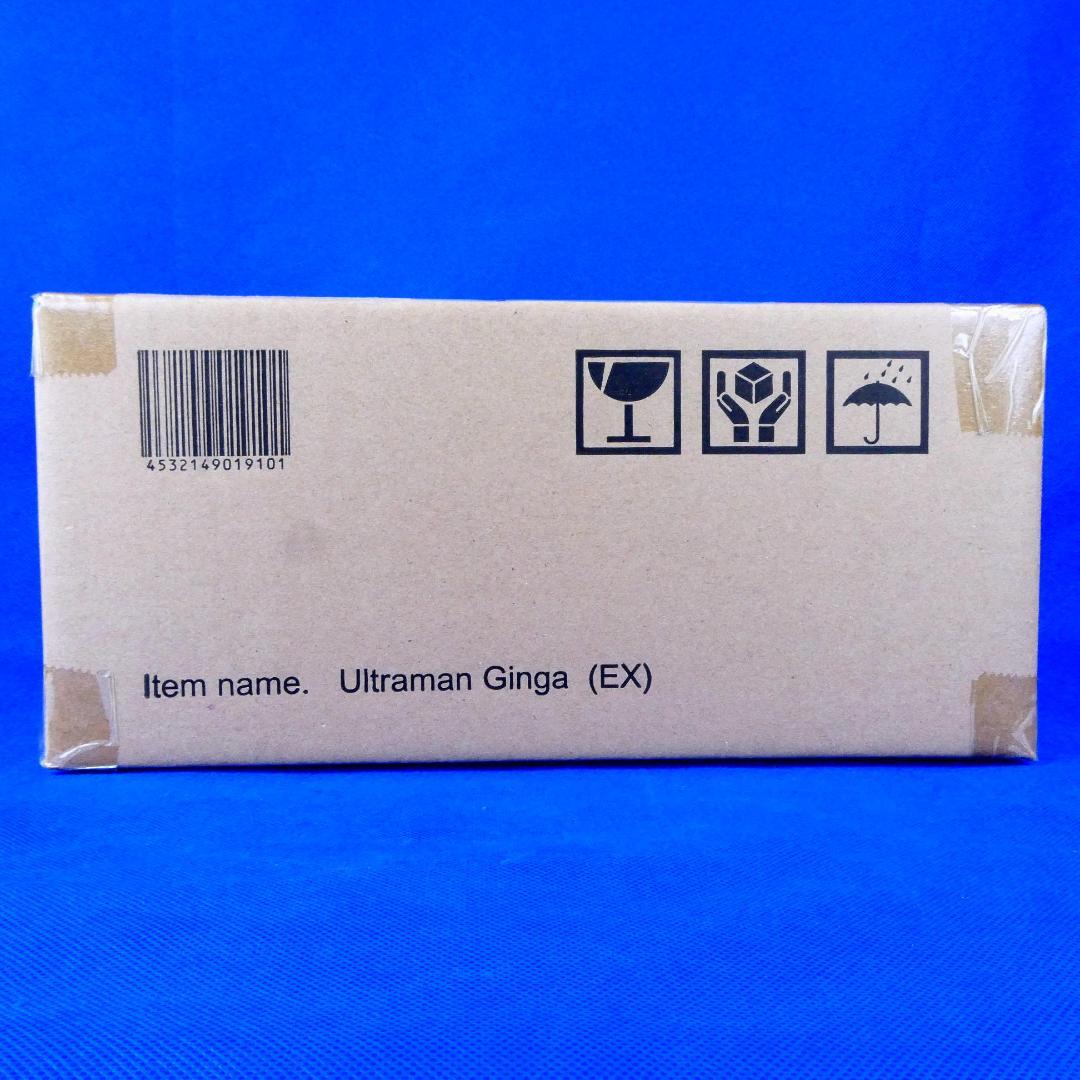 4532149019101
Item name. Ultraman Ginga (EX)